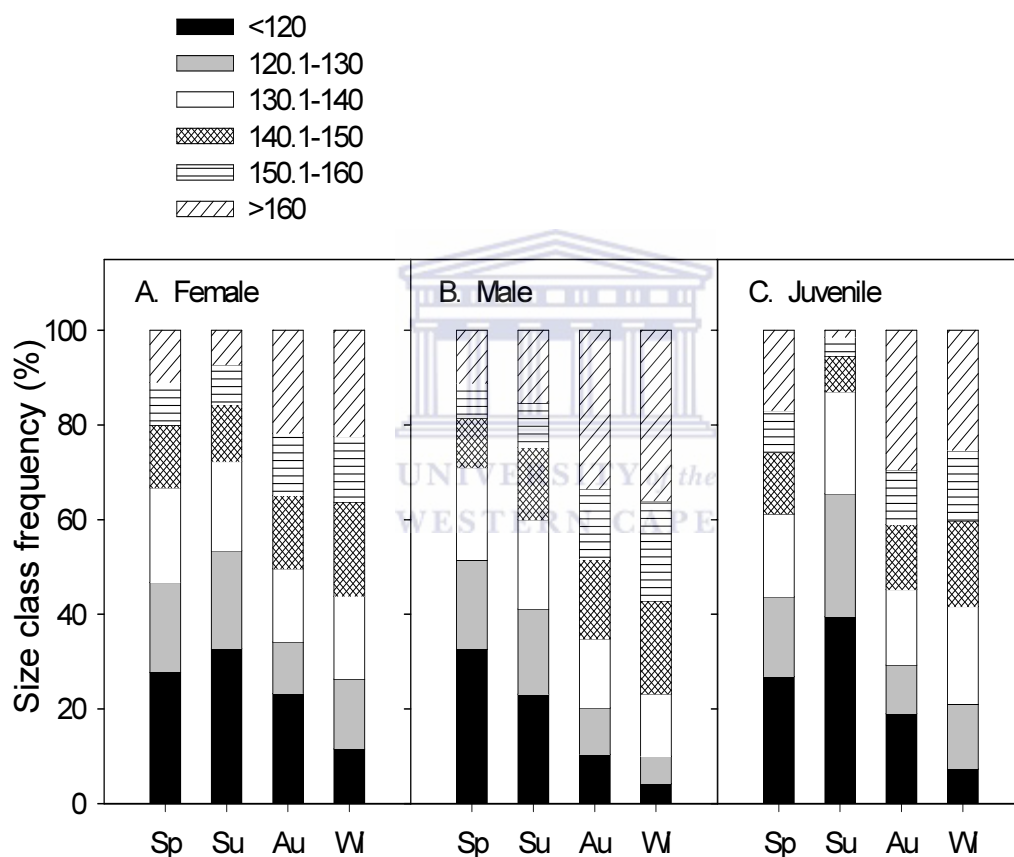 <120
120.1-130
130.1-140
140.1-150
150.1-160
>160
A. Female
B. Male
C. Juvenile
Size class frequency (%)
100
80
60
40
20
0
UNIVERSITY of the
WESTERN CAPE
Sp Su Au Wi Sp Su Au Wi Sp Su Au Wi